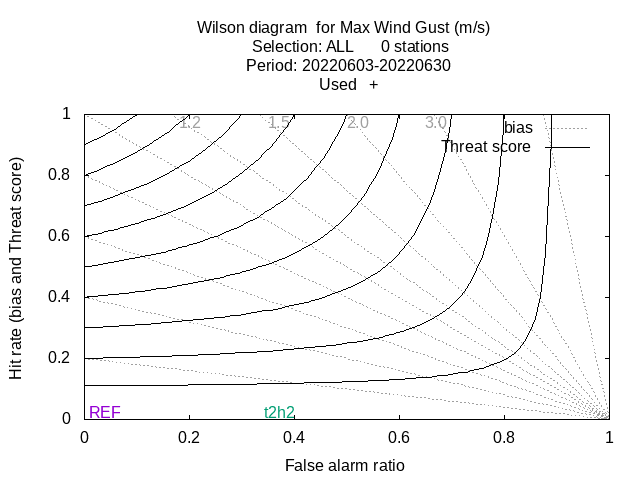 Wilson diagram  for Max Wind Gust (m/s)
Selection: ALL      0 stations
Period: 20220603-20220630
Used   +
1.2
1.5
2.0
3.0
bias
Threat score
1
0.8
0.6
0.4
0.2
0
Hit rate (bias and Threat score)
REF
t2h2
0
0.2
0.4
0.6
0.8
1
False alarm ratio